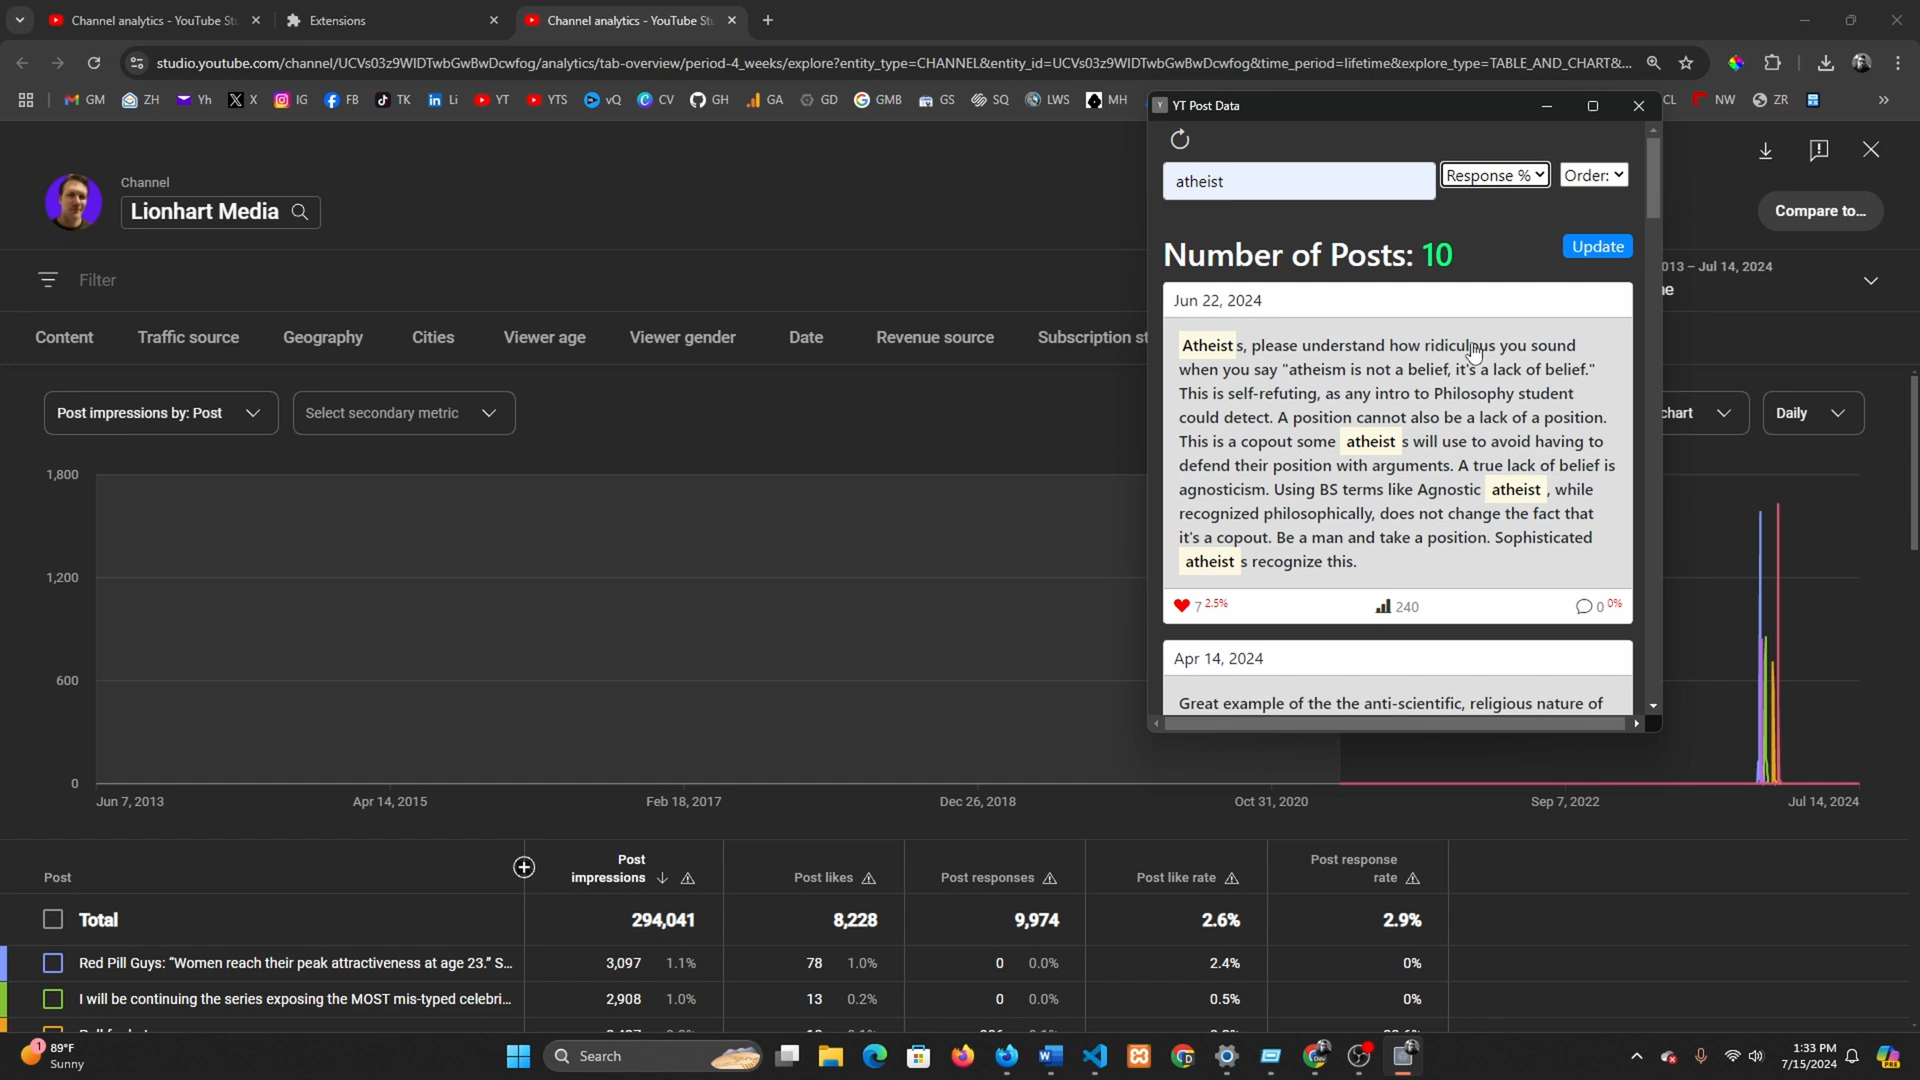 Channel analytics - YouTube Stu
Extensions
Channel analytics - YouTube Stu
studio.youtube.com/channel/UCVs03z9WIDTwbGwBwDcwfog/analytics/tab-overview/period-4_weeks/explore?entity_type=CHANNEL&entity_id=UCVs03z9WIDTwbGwBwDcwfog&time_period=lifetime&explore_type=TABLE_AND_CHART&...
GM ZH Yh X IG FB TK Li YT YTS vQ CV GH GA GD GMB GS SQ LWS MH CL NW ZR
YT Post Data
atheist
Response %
Order:
Number of Posts: 10
Update
Jun 22, 2024
Atheists, please understand how ridiculous you sound
when you say "atheism is not a belief, it's a lack of belief."
This is self-refuting, as any intro to Philosophy student
could detect. A position cannot also be a lack of a position.
This is a copout some atheists will use to avoid having to
defend their position with arguments. A true lack of belief is
agnosticism. Using BS terms like Agnostic atheist, while
recognized philosophically, does not change the fact that
it's a copout. Be a man and take a position. Sophisticated
atheists recognize this.
7 2.5%
240
0 0%
Apr 14, 2024
Great example of the the anti-scientific, religious nature of
Channel
Lionhart Media
Compare to...
Filter
013 – Jul 14, 2024
ne
Content
Traffic source
Geography
Cities
Viewer age
Viewer gender
Date
Revenue source
Subscription st
Post impressions by: Post
Select secondary metric
chart
Daily
1,800
1,200
600
0
Jun 7, 2013
Apr 14, 2015
Feb 18, 2017
Dec 26, 2018
Oct 31, 2020
Sep 7, 2022
Jul 14, 2024
Post
Post impressions
Post likes
Post responses
Post like rate
Post response rate
Total 294,041 8,228 9,974 2.6% 2.9%
Red Pill Guys: “Women reach their peak attractiveness at age 23.” S... 3,097 1.1% 78 1.0% 0 0.0% 2.4% 0%
I will be continuing the series exposing the MOST mis-typed celebri... 2,908 1.0% 13 0.2% 0 0.0% 0.5% 0%
1
89°F
Sunny
Search
1:33 PM
7/15/2024
PRE